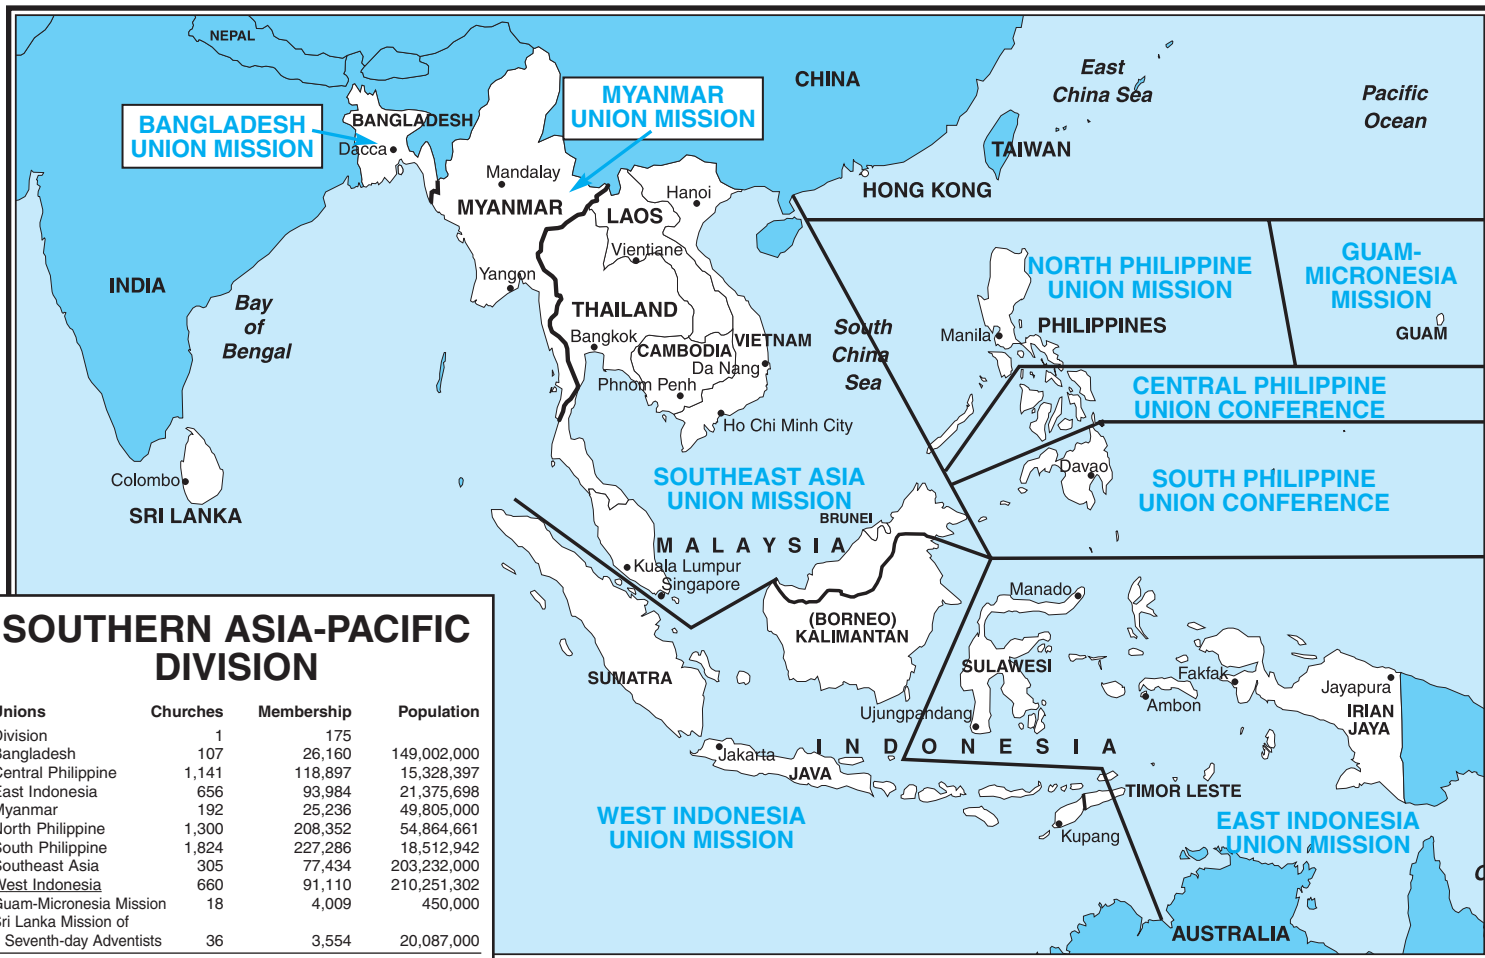 NEPAL
CHINA
East
China Sea
Pacific
Ocean
MYANMAR
UNION MISSION
BANGLADESH
BANGLADESH
UNION MISSION
Dacca
TAIWAN
Mandalay
HONG KONG
Hanoi
MYANMAR
LAOS
Vientiane
Yangon
INDIA
Bay
of
Bengal
THAILAND
Bangkok
CAMBODIA
VIETNAM
Da Nang
Phnom Penh
Ho Chi Minh City
South
China
Sea
NORTH PHILIPPINE
UNION MISSION
GUAM-
MICRONESIA
MISSION
GUAM
Manila
PHILIPPINES
CENTRAL PHILIPPINE
UNION CONFERENCE
Davao
SOUTH PHILIPPINE
UNION CONFERENCE
Colombo
SRI LANKA
SOUTHEAST ASIA
UNION MISSION
BRUNEI
MALAYSIA
Kuala Lumpur
Singapore
(BORNEO)
KALIMANTAN
Manado
SUMATRA
SULAWESI
Fakfak
Jayapura
Ambon
IRIAN
JAYA
Ujungpandang
INDONESIA
Jakarta
JAVA
TIMOR LESTE
Kupang
WEST INDONESIA
UNION MISSION
EAST INDONESIA
UNION MISSION
AUSTRALIA
SOUTHERN ASIA-PACIFIC
DIVISION
Unions Churches Membership Population
Division 1 175
Bangladesh 107 26,160 149,002,000
Central Philippine 1,141 118,897 15,328,397
East Indonesia 656 93,984 21,375,698
Myanmar 192 25,236 49,805,000
North Philippine 1,300 208,352 54,864,661
South Philippine 1,824 227,286 18,512,942
Southeast Asia 305 77,434 203,232,000
West Indonesia 660 91,110 210,251,302
Guam-Micronesia Mission 18 4,009 450,000
Sri Lanka Mission of
Seventh-day Adventists 36 3,554 20,087,000